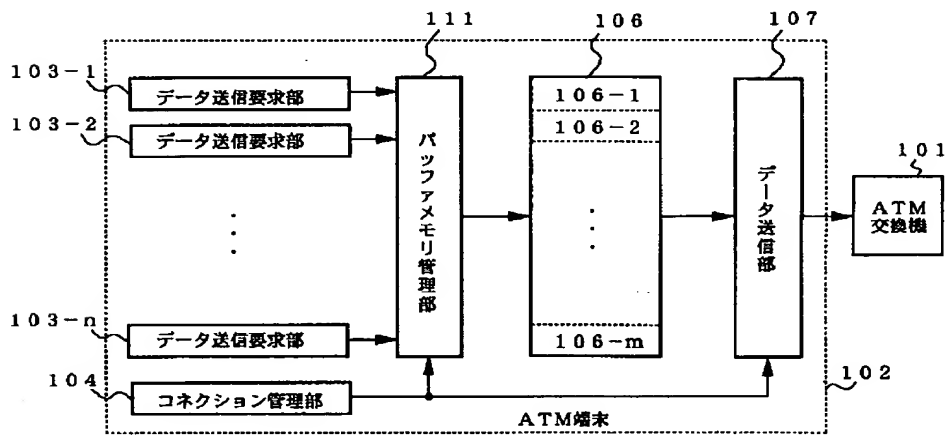 111
106
107
103-1
データ送信要求部
103-2
データ送信要求部
バッファメモリ管理部
106-1
106-2
データ送信部
101
ATM
交換機
103-n
データ送信要求部
106-m
104
コネクション管理部
102
ATM端末